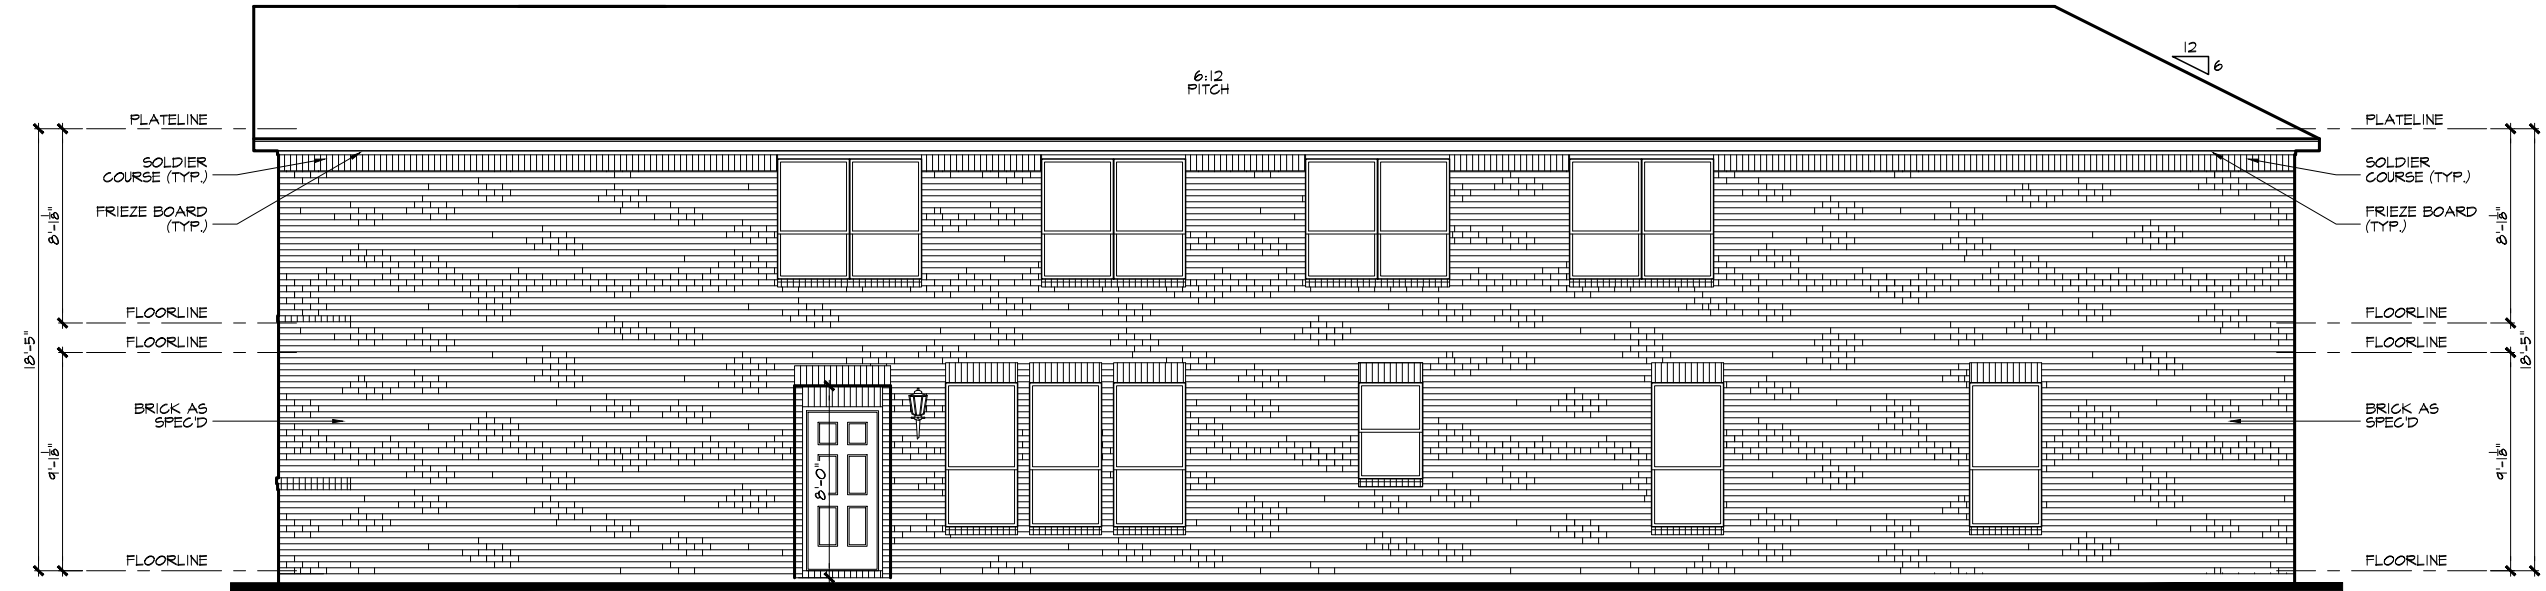 6:12
PITCH
12
6
PLATELINE
SOLDIER
COURSE (TYP.)
FRIEZE BOARD
(TYP.)
FLOORLINE
FLOORLINE
BRICK AS
SPEC'D
FLOORLINE
18'-5"
8'-1⅛"
9'-1⅛"
8'-0"
PLATELINE
SOLDIER
COURSE (TYP.)
FRIEZE BOARD
(TYP.)
FLOORLINE
FLOORLINE
BRICK AS
SPEC'D
FLOORLINE
8'-1⅛"
9'-1⅛"
18'-5"